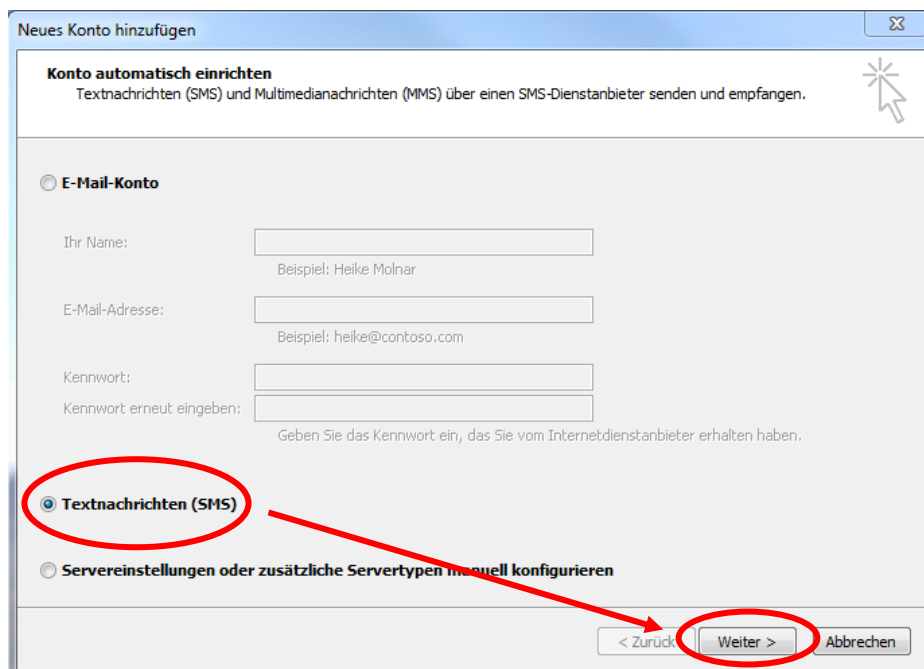 Neues Konto hinzufügen
Konto automatisch einrichten
Textnachrichten (SMS) und Multimedianachrichten (MMS) über einen SMS-Dienstanbieter senden und empfangen.
E-Mail-Konto
Ihr Name:
Beispiel: Heike Molnar
E-Mail-Adresse:
Beispiel: heike@contoso.com
Kennwort:
Kennwort erneut eingeben:
Geben Sie das Kennwort ein, das Sie vom Internetdienstanbieter erhalten haben.
Textnachrichten (SMS)
Servereinstellungen oder zusätzliche Servertypen manuell konfigurieren
< Zurück Weiter > Abbrechen